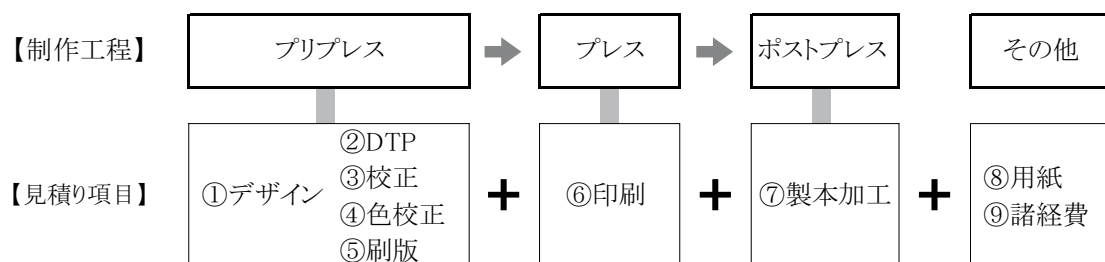 【制作工程】
プリプレス
プレス
ポストプレス
その他
【見積り項目】
①デザイン
②DTP
③校正
④色校正
⑤刷版
+
⑥印刷
+
⑦製本加工
+
⑧用紙
⑨諸経費